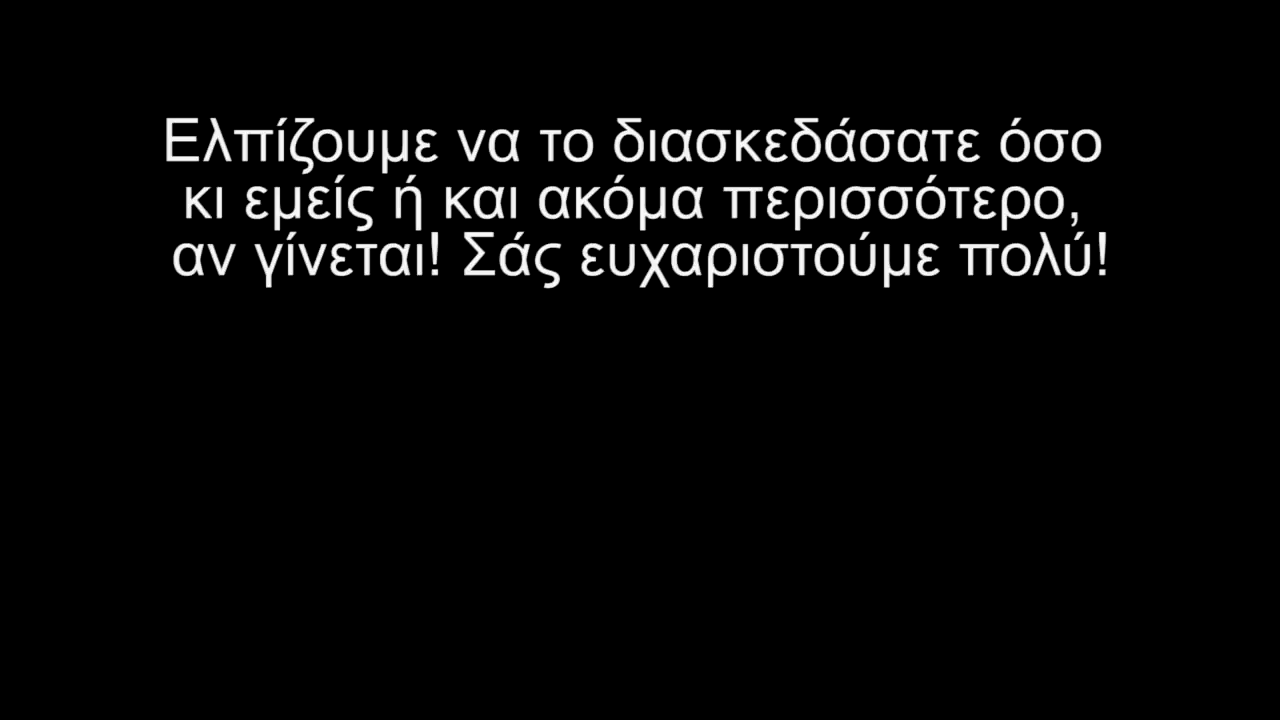 Ελπίζουμε να το διασκεδάσατε όσο
κι εμείς ή και ακόμα περισσότερο,
αν γίνεται! Σάς ευχαριστούμε πολύ!